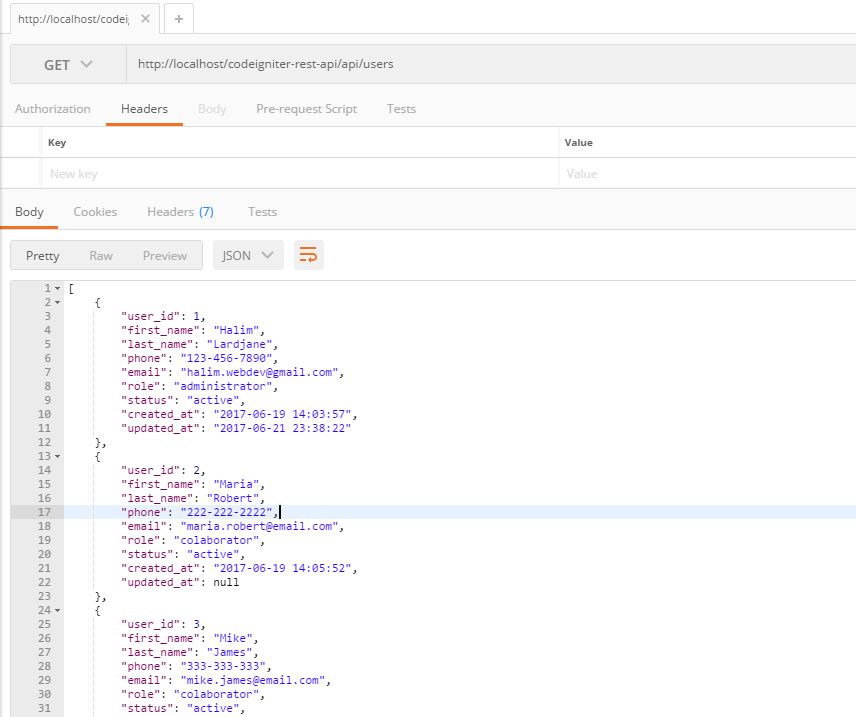 http://localhost/codei
GET http://localhost/codeigniter-rest-api/api/users
Authorization Headers Body Pre-request Script Tests
Key Value
New key Value
Body Cookies Headers (7) Tests
Pretty Raw Preview JSON
1 [
2 {
3 "user_id": 1,
4 "first_name": "Halim",
5 "last_name": "Lardjane",
6 "phone": "123-456-7890",
7 "email": "halim.webdev@gmail.com",
8 "role": "administrator",
9 "status": "active",
10 "created_at": "2017-06-19 14:03:57",
11 "updated_at": "2017-06-21 23:38:22"
12 },
13 {
14 "user_id": 2,
15 "first_name": "Maria",
16 "last_name": "Robert",
17 "phone": "222-222-2222",
18 "email": "maria.robert@email.com",
19 "role": "colaborator",
20 "status": "active",
21 "created_at": "2017-06-19 14:05:52",
22 "updated_at": null
23 },
24 {
25 "user_id": 3,
26 "first_name": "Mike",
27 "last_name": "James",
28 "phone": "333-333-333",
29 "email": "mike.james@email.com",
30 "role": "colaborator",
31 "status": "active",